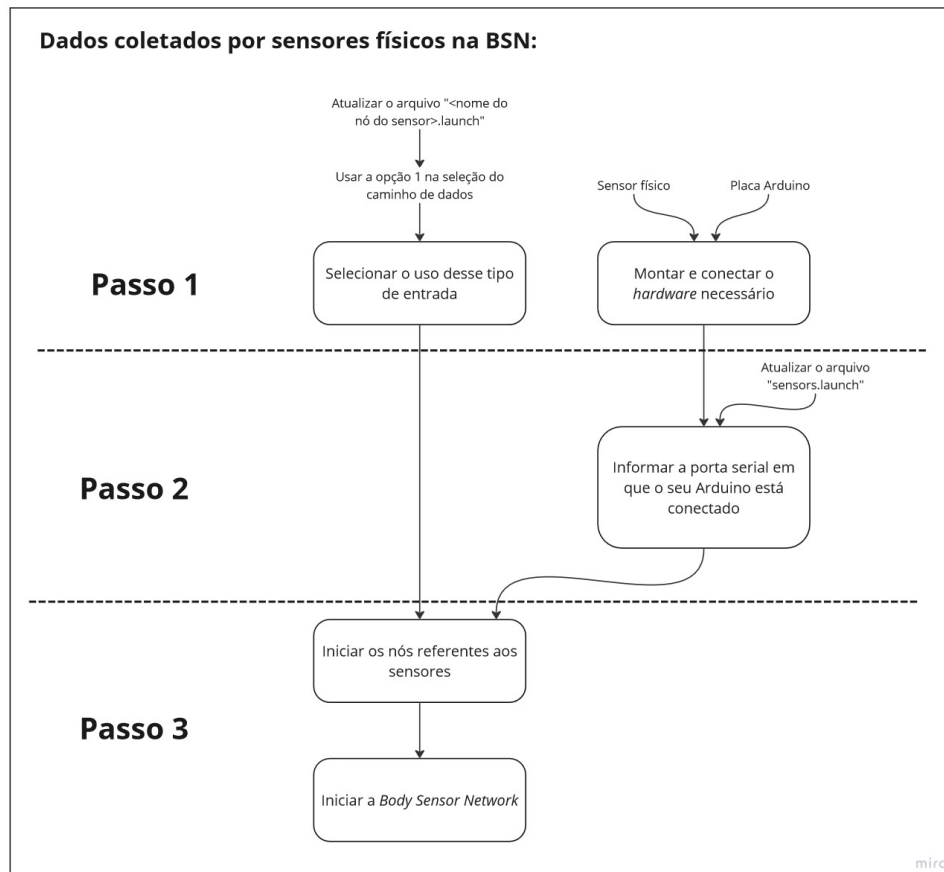 Dados coletados por sensores físicos na BSN:
Atualizar o arquivo "<nome do
nó do sensor>.launch"
Usar a opção 1 na seleção do
caminho de dados
Sensor físico
Placa Arduino
Passo 1
Selecionar o uso desse tipo
de entrada
Montar e conectar o
hardware necessário
Atualizar o arquivo
"sensors.launch"
Passo 2
Informar a porta serial em
que o seu Arduino está
conectado
Iniciar os nós referentes aos
sensores
Passo 3
Iniciar a Body Sensor Network
miro